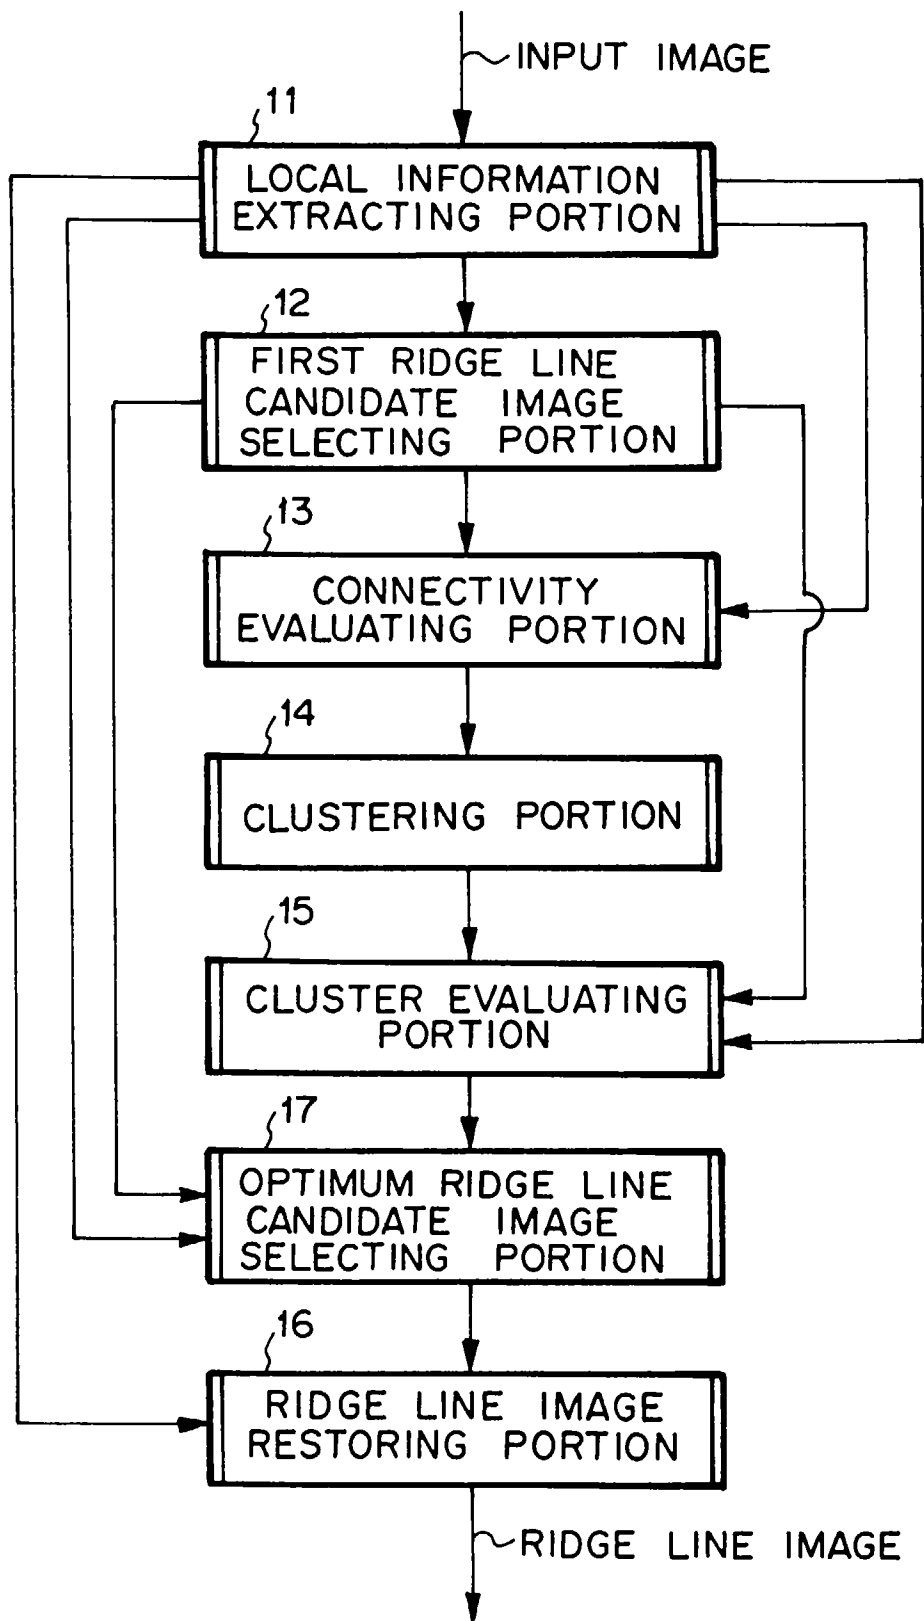 INPUT IMAGE
11
LOCAL INFORMATION
EXTRACTING PORTION
12
FIRST RIDGE LINE
CANDIDATE IMAGE
SELECTING PORTION
13
CONNECTIVITY
EVALUATING PORTION
14
CLUSTERING PORTION
15
CLUSTER EVALUATING
PORTION
17
OPTIMUM RIDGE LINE
CANDIDATE IMAGE
SELECTING PORTION
16
RIDGE LINE IMAGE
RESTORING PORTION
RIDGE LINE IMAGE